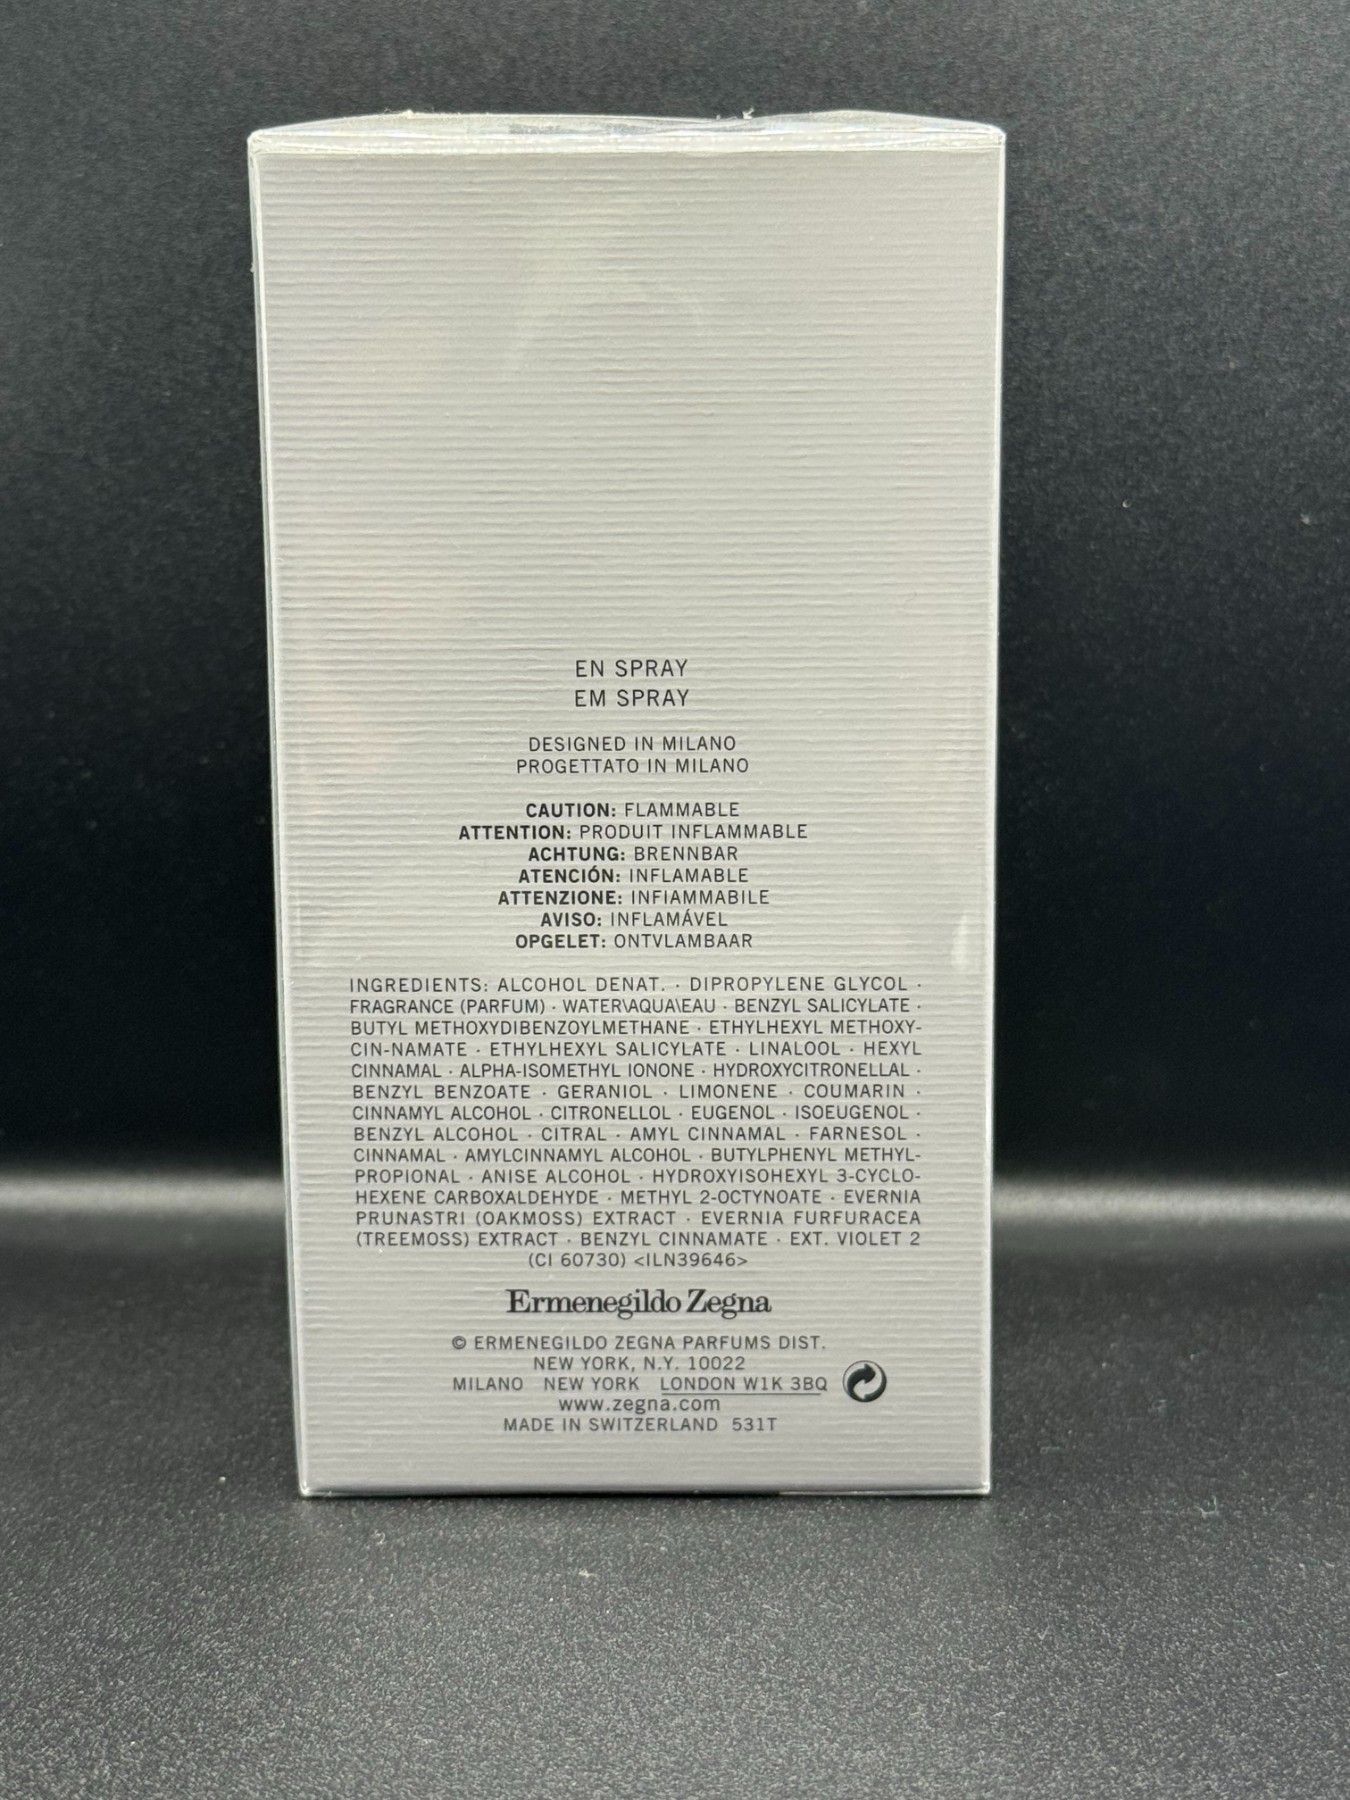 EN SPRAY
EM SPRAY
DESIGNED IN MILANO
PROGETTATO IN MILANO
CAUTION: FLAMMABLE
ATTENTION: PRODUIT INFLAMMABLE
ACHTUNG: BRENNBAR
ATENCIÓN: INFLAMABLE
ATTENZIONE: INFIAMMABILE
AVISO: INFLAMÁVEL
OPGELET: ONTVLAMBAAR
INGREDIENTS: ALCOHOL DENAT. · DIPROPYLENE GLYCOL ·
FRAGRANCE (PARFUM) · WATER\AQUA\EAU · BENZYL SALICYLATE ·
BUTYL METHOXYDIBENZOYLMETHANE · ETHYLHEXYL METHOXY-
CIN-NAMATE · ETHYLHEXYL SALICYLATE · LINALOOL · HEXYL
CINNAMAL · ALPHA-ISOMETHYL IONONE · HYDROXYCITRONELLAL ·
BENZYL BENZOATE · GERANIOL · LIMONENE · COUMARIN ·
CINNAMYL ALCOHOL · CITRONELLOL · EUGENOL · ISOEUGENOL ·
BENZYL ALCOHOL · CITRAL · AMYL CINNAMAL · FARNESOL ·
CINNAMAL · AMYLCINNAMYL ALCOHOL · BUTYLPHENYL METHYL-
PROPIONAL · ANISE ALCOHOL · HYDROXYISOHEXYL 3-CYCLO-
HEXENE CARBOXALDEHYDE · METHYL 2-OCTYNOATE · EVERNIA
PRUNASTRI (OAKMOSS) EXTRACT · EVERNIA FURFURACEA
(TREEMOSS) EXTRACT · BENZYL CINNAMATE · EXT. VIOLET 2
(CI 60730) <ILN39646>
Ermenegildo Zegna
© ERMENEGILDO ZEGNA PARFUMS DIST.
NEW YORK, N.Y. 10022
MILANO NEW YORK LONDON W1K 3BQ
www.zegna.com
MADE IN SWITZERLAND 531T